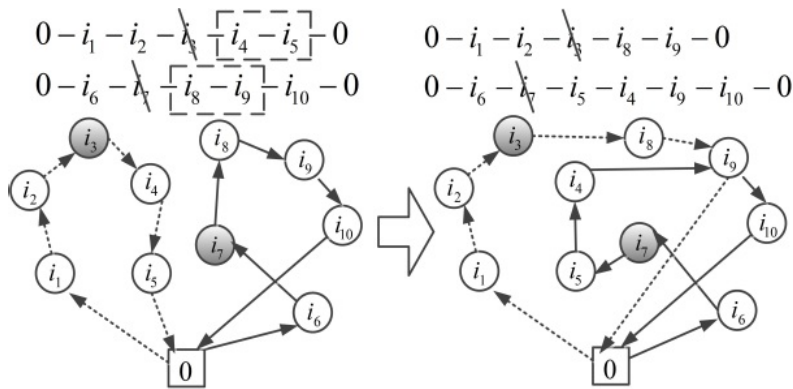 0 – i1 – i2 – i3 – i4 – i5 – 0
0 – i6 – i7 – i8 – i9 – i10 – 0
0 – i1 – i2 – i3 – i8 – i9 – 0
0 – i6 – i7 – i5 – i4 – i9 – i10 – 0
i3
i8
i2
i4
i9
i7
i10
i1
i5
i6
0
i3
i8
i9
i2
i4
i10
i7
i1
i5
i6
0